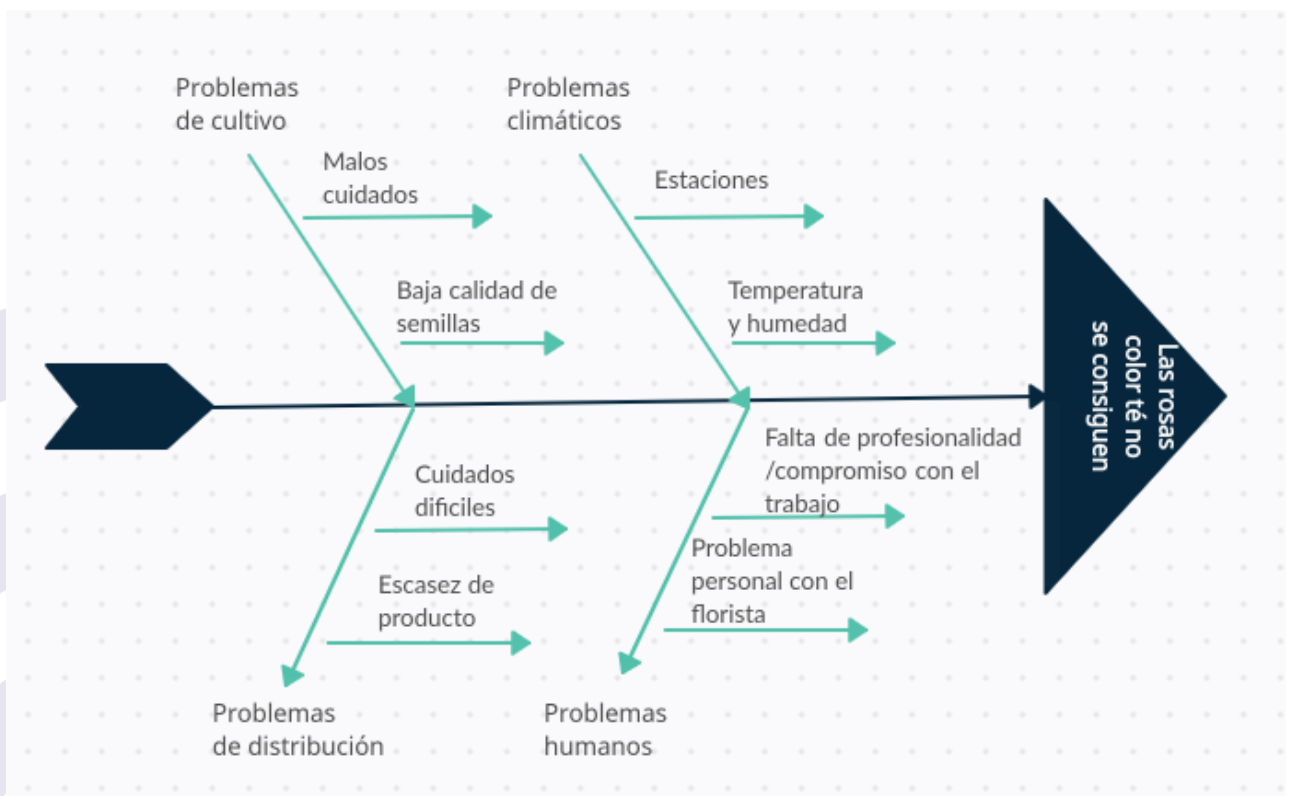 Problemas
de cultivo
Malos
cuidados
Baja calidad de
semillas
Problemas
climáticos
Estaciones
Temperatura
y humedad
Las rosas
color té no
se consiguen
Cuidados
dificiles
Escasez de
producto
Problemas
de distribución
Falta de profesionalidad
/compromiso con el
trabajo
Problema
personal con el
florista
Problemas
humanos